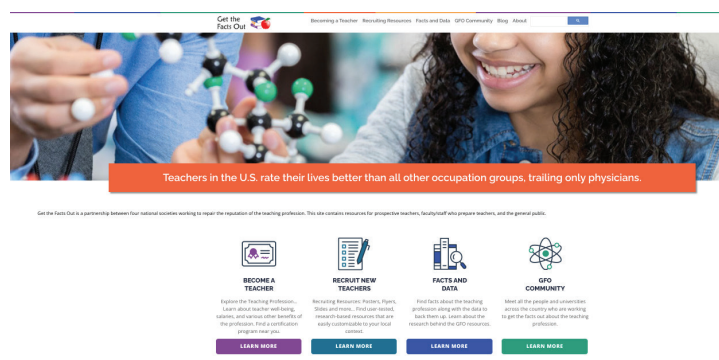 Get the
Facts Out
Becoming a Teacher Recruiting Resources Facts and Data GFO Community Blog About
Teachers in the U.S. rate their lives better than all other occupation groups, trailing only physicians.
Get the Facts Out is a partnership between four national societies working to repair the reputation of the teaching profession. This site contains resources for prospective teachers, faculty/staff who prepare teachers, and the general public.
BECOME A
TEACHER
Explore the Teaching Profession...
Learn about teacher well-being,
salaries, and various other benefits of
the profession. Find a certification
program near you.
LEARN MORE
RECRUIT NEW
TEACHERS
Recruiting Resources: Posters, Flyers,
Slides and more... Find user-tested,
research-based resources that are
easily customizable to your local
context.
LEARN MORE
FACTS AND
DATA
Find facts about the teaching
profession along with the data to
back them up. Learn about the
research behind the GFO resources.
LEARN MORE
GFO
COMMUNITY
Meet all the people and universities
across the country who are working
to get the facts out about the teaching
profession.
LEARN MORE